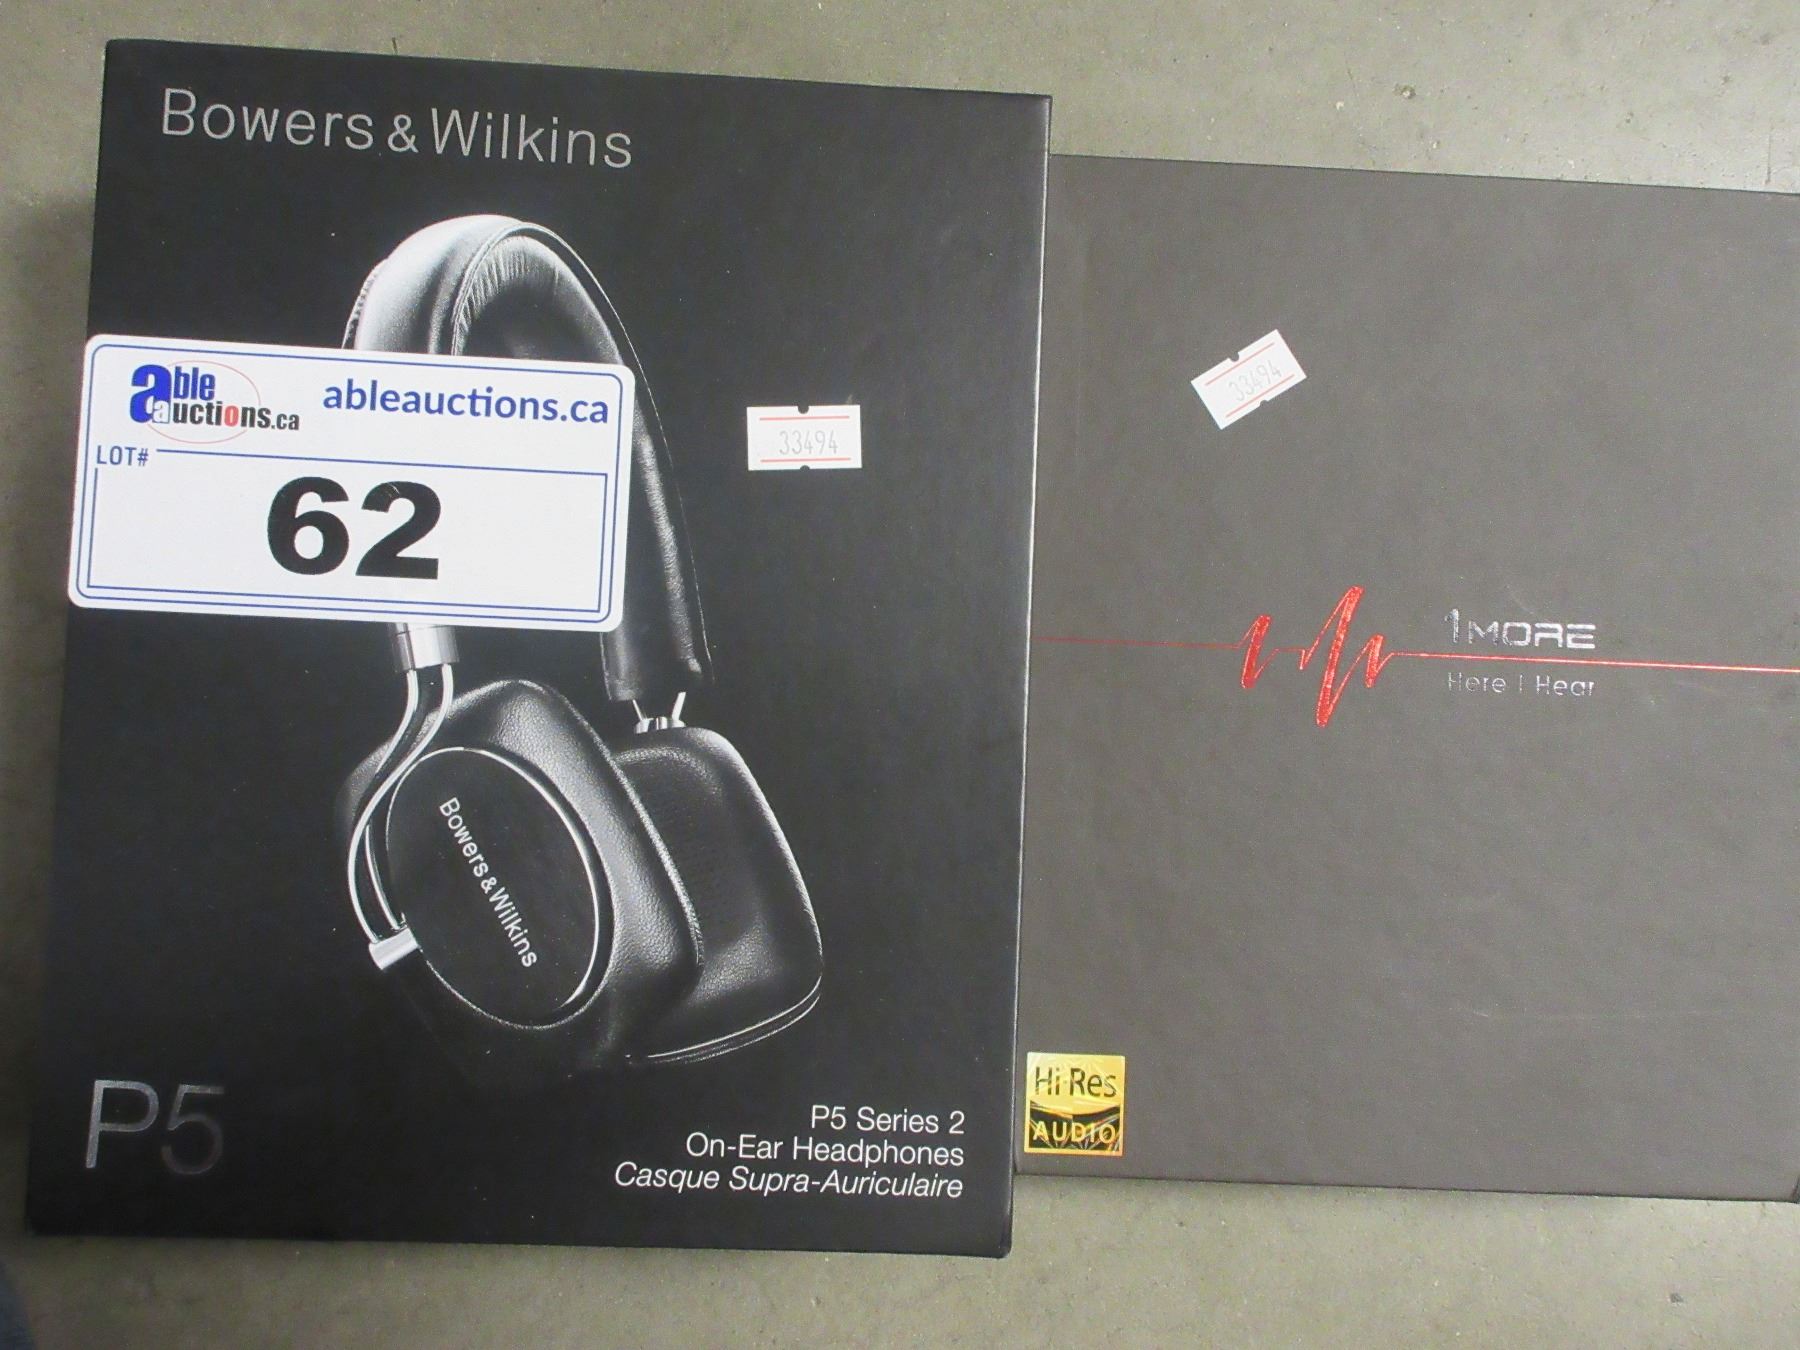 Bowers & Wilkins
able
auctions.ca
ableauctions.ca
LOT#
62
33494
Bowers & Wilkins
P5
P5 Series 2
On-Ear Headphones
Casque Supra-Auriculaire
33494
1MORE
Here I Hear
Hi-Res
AUDIO